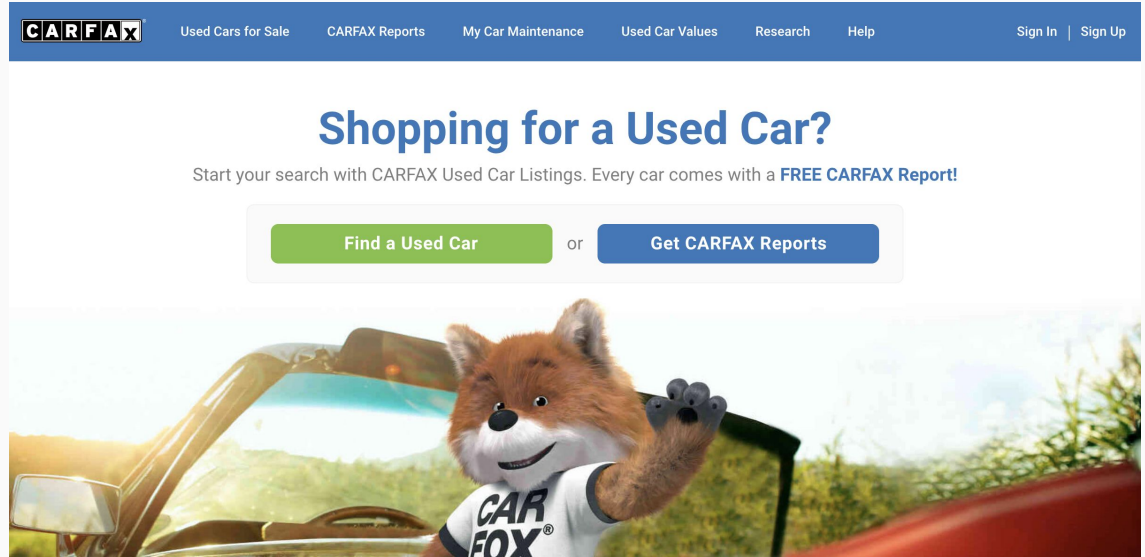 CARFAX®
Used Cars for Sale
CARFAX Reports
My Car Maintenance
Used Car Values
Research
Help
Sign In | Sign Up
Shopping for a Used Car?
Start your search with CARFAX Used Car Listings. Every car comes with a FREE CARFAX Report!
Find a Used Car
or
Get CARFAX Reports
CAR
FOX®